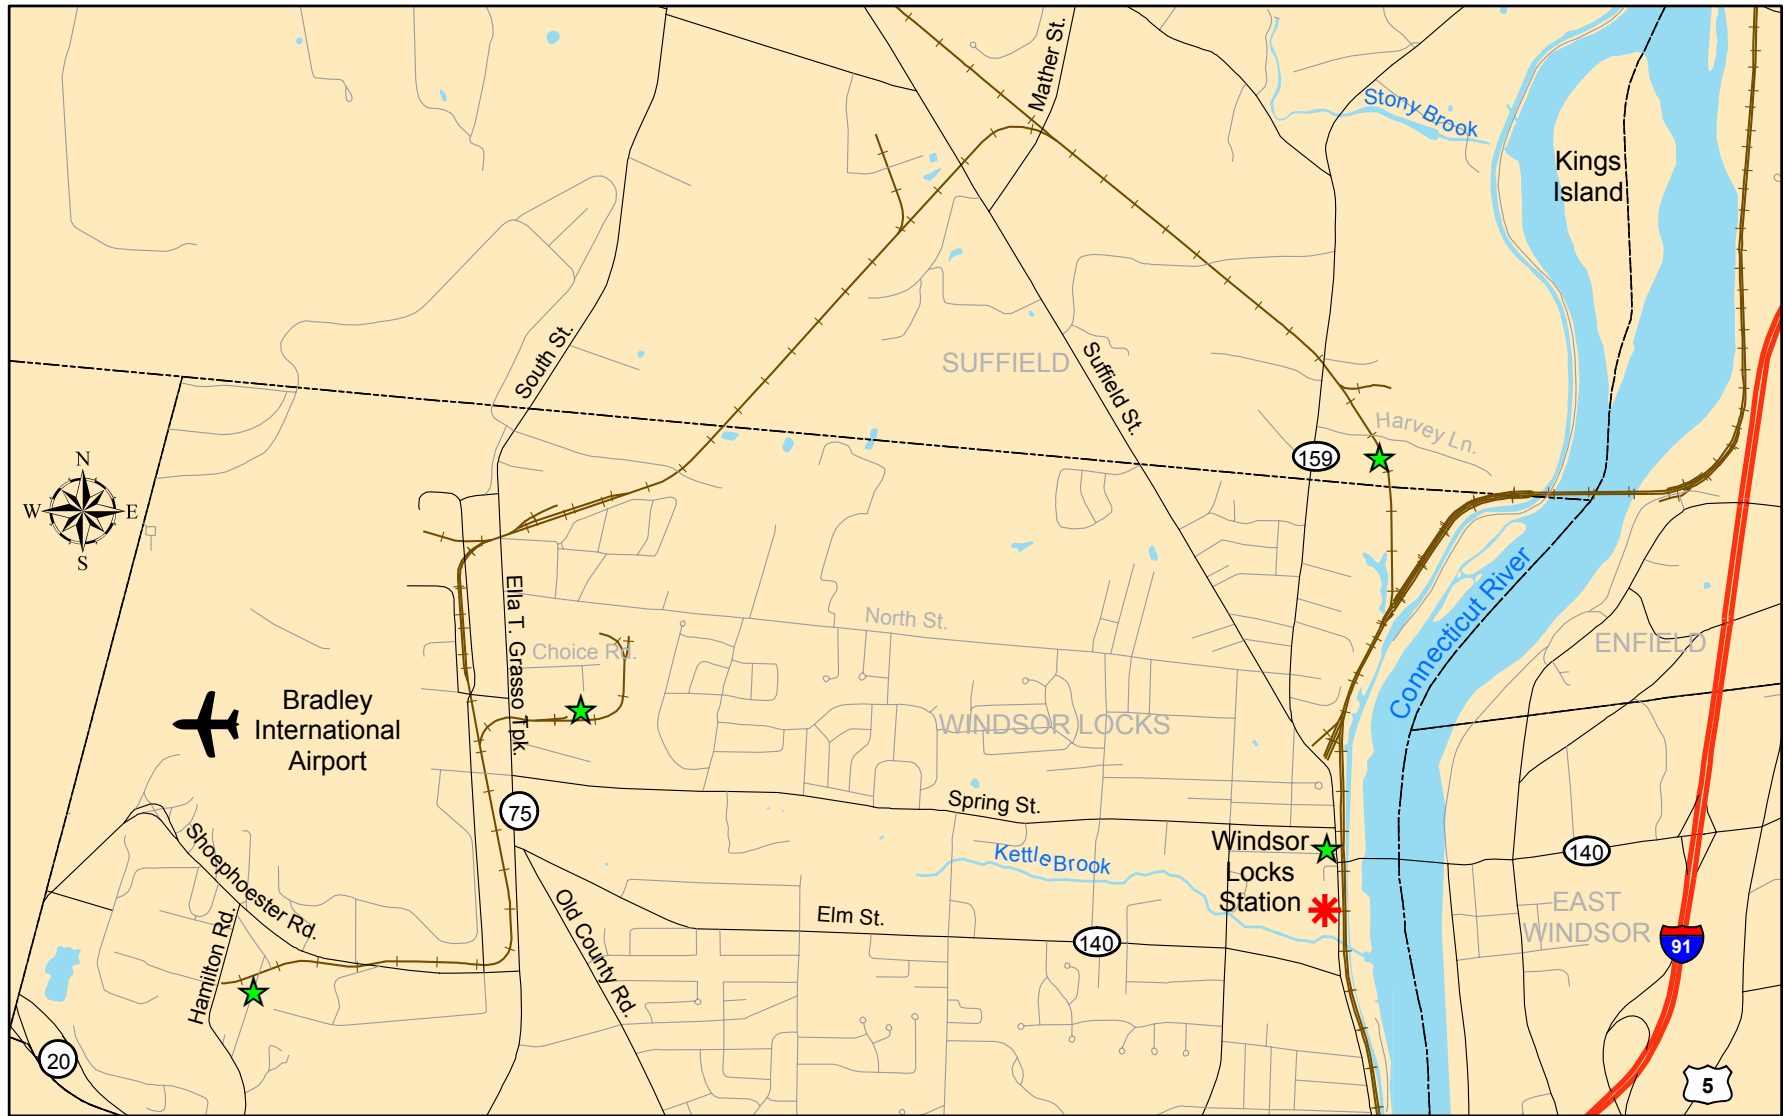 Mather St.
Stony Brook
Kings
Island
South St.
SUFFIELD
Suffield St.
Harvey Ln.
159
N
W
E
S
Connecticut River
Ella T. Grasso Tpk.
North St.
Choice Rd.
ENFIELD
Bradley
International
Airport
WINDSOR LOCKS
75
Spring St.
Shoephoester Rd.
Windsor
Locks
Station
Kettle Brook
140
Old County Rd.
Elm St.
140
EAST
WINDSOR
91
Hamilton Rd.
20
5